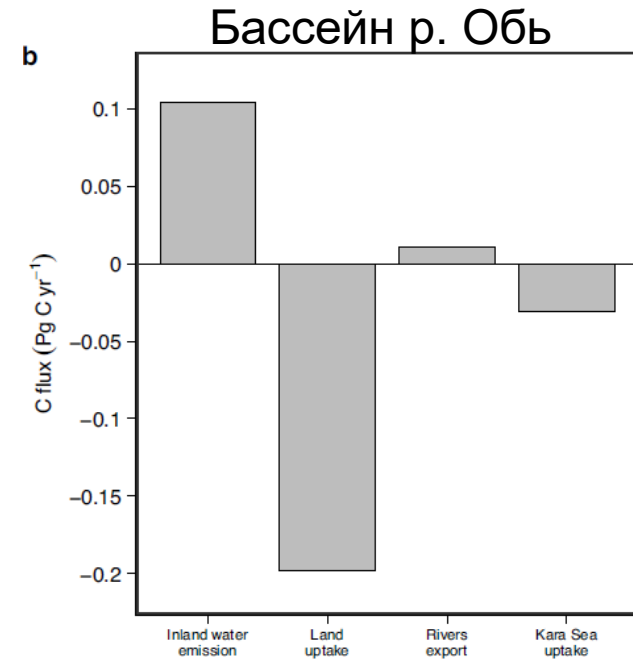 Бассейн р. Обь
b
0.1
0.05
0
−0.05
−0.1
−0.15
−0.2
C flux (Pg C yr⁻¹)
Inland water
emission
Land
uptake
Rivers
export
Kara Sea
uptake